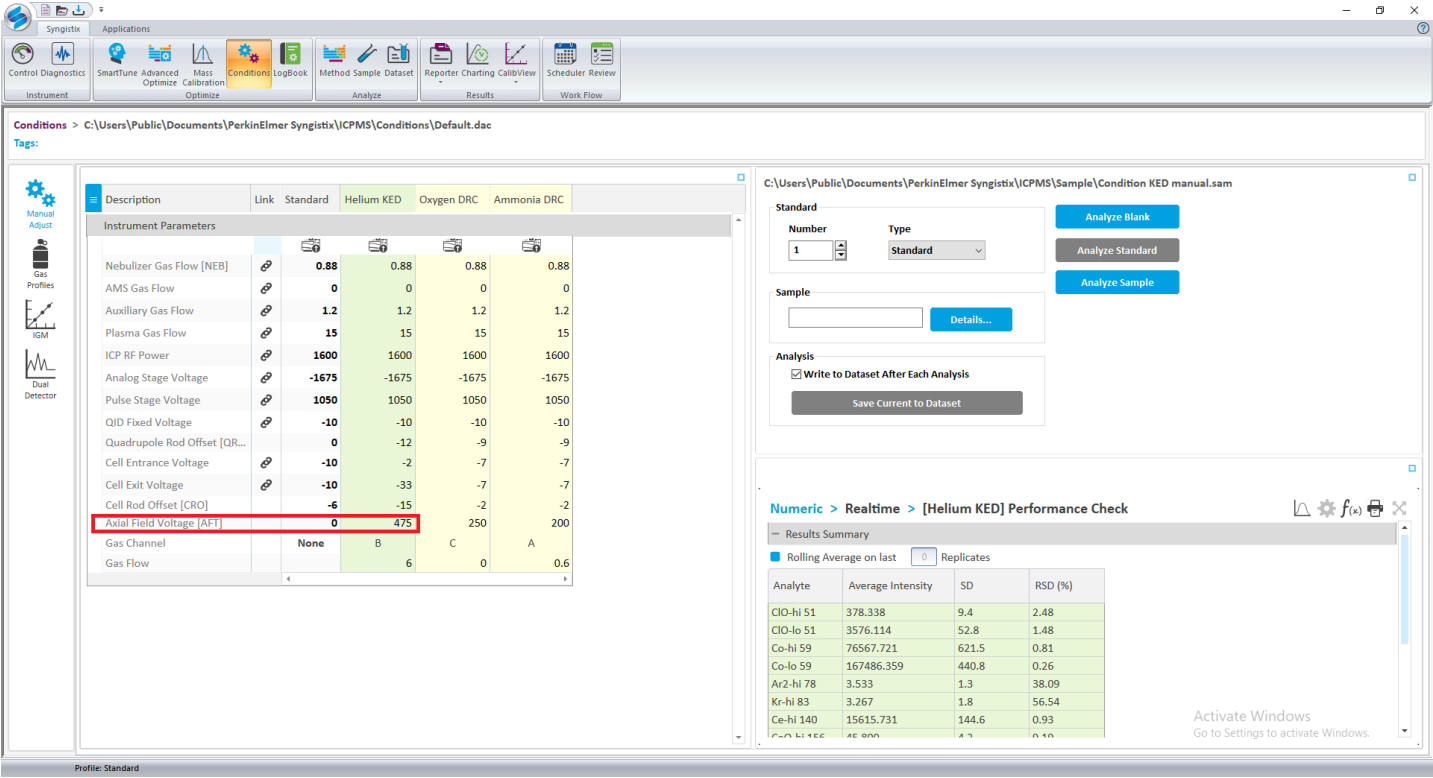 Syngistix Applications
Control Diagnostics SmartTune Advanced Optimize Mass Calibration Conditions LogBook Method Sample Dataset Reporter Charting CalibView Scheduler Review
Instrument Optimize Analyze Results Work Flow
Conditions > C:\Users\Public\Documents\PerkinElmer Syngistix\ICPMS\Conditions\Default.dac
Tags:
Manual Adjust
Gas Profiles
IGM
Dual Detector
Description Link Standard Helium KED Oxygen DRC Ammonia DRC
Instrument Parameters
Nebulizer Gas Flow [NEB] 0.88 0.88 0.88 0.88
AMS Gas Flow 0 0 0 0
Auxiliary Gas Flow 1.2 1.2 1.2 1.2
Plasma Gas Flow 15 15 15 15
ICP RF Power 1600 1600 1600 1600
Analog Stage Voltage -1675 -1675 -1675 -1675
Pulse Stage Voltage 1050 1050 1050 1050
QID Fixed Voltage -10 -10 -10 -10
Quadrupole Rod Offset [QR... 0 -12 -9 -9
Cell Entrance Voltage -10 -2 -7 -7
Cell Exit Voltage -10 -33 -7 -7
Cell Rod Offset [CRO] -6 -15 -2 -2
Axial Field Voltage [AFT] 0 475 250 200
Gas Channel None B C A
Gas Flow 6 0 0.6
C:\Users\Public\Documents\PerkinElmer Syngistix\ICPMS\Sample\Condition KED manual.sam
Standard
Number Type
1 Standard
Analyze Blank
Analyze Standard
Analyze Sample
Sample
Details...
Analysis
Write to Dataset After Each Analysis
Save Current to Dataset
Numeric > Realtime > [Helium KED] Performance Check
f(x)
− Results Summary
Rolling Average on last 0 Replicates
Analyte Average Intensity SD RSD (%)
ClO-hi 51 378.338 9.4 2.48
ClO-lo 51 3576.114 52.8 1.48
Co-hi 59 76567.721 621.5 0.81
Co-lo 59 167486.359 440.8 0.26
Ar2-hi 78 3.533 1.3 38.09
Kr-hi 83 3.267 1.8 56.54
Ce-hi 140 15615.731 144.6 0.93
CeO-hi 156 45.800 4.2 9.19
Activate Windows
Go to Settings to activate Windows.
Profile: Standard